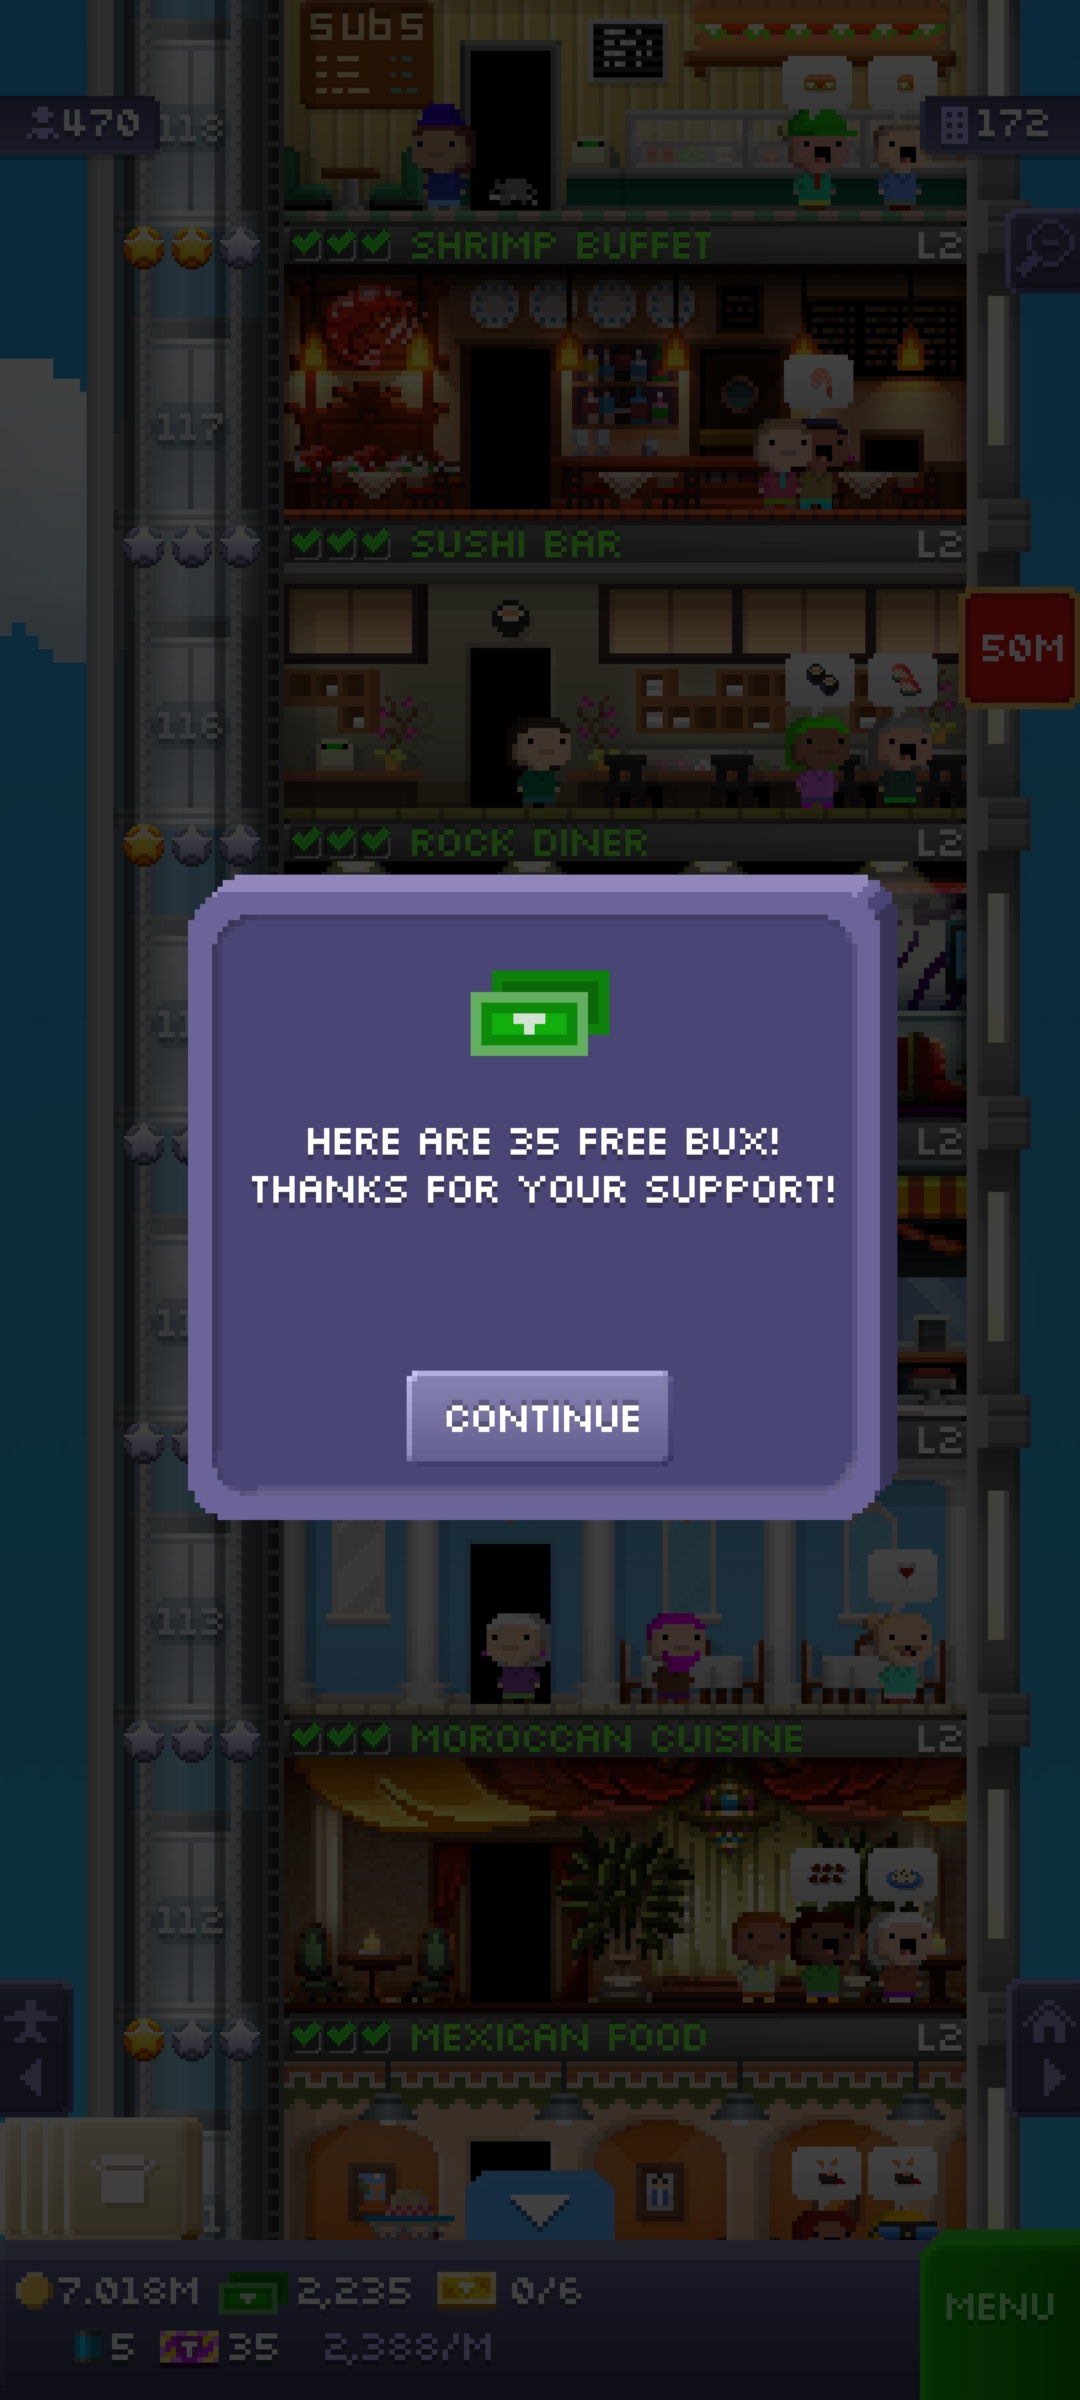 SUBS
470
118
172
SHRIMP BUFFET L2
117
SUSHI BAR L2
50M
116
ROCK DINER L2
L2
HERE ARE 35 FREE BUX!
THANKS FOR YOUR SUPPORT!
CONTINUE
L2
113
MOROCCAN CUISINE L2
112
MEXICAN FOOD L2
7.018M 2,235 0/6
5 35 2,388/M
MENU